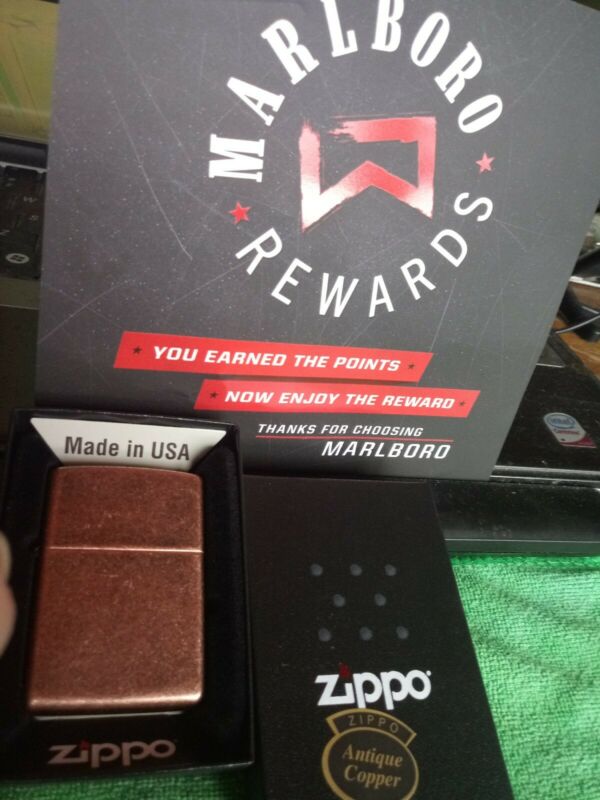 MARLBORO
REWARDS
YOU EARNED THE POINTS
NOW ENJOY THE REWARD
THANKS FOR CHOOSING
MARLBORO
Made in USA
zippo
zippo
ZIPPO
Antique
Copper
intel
W
S
Z